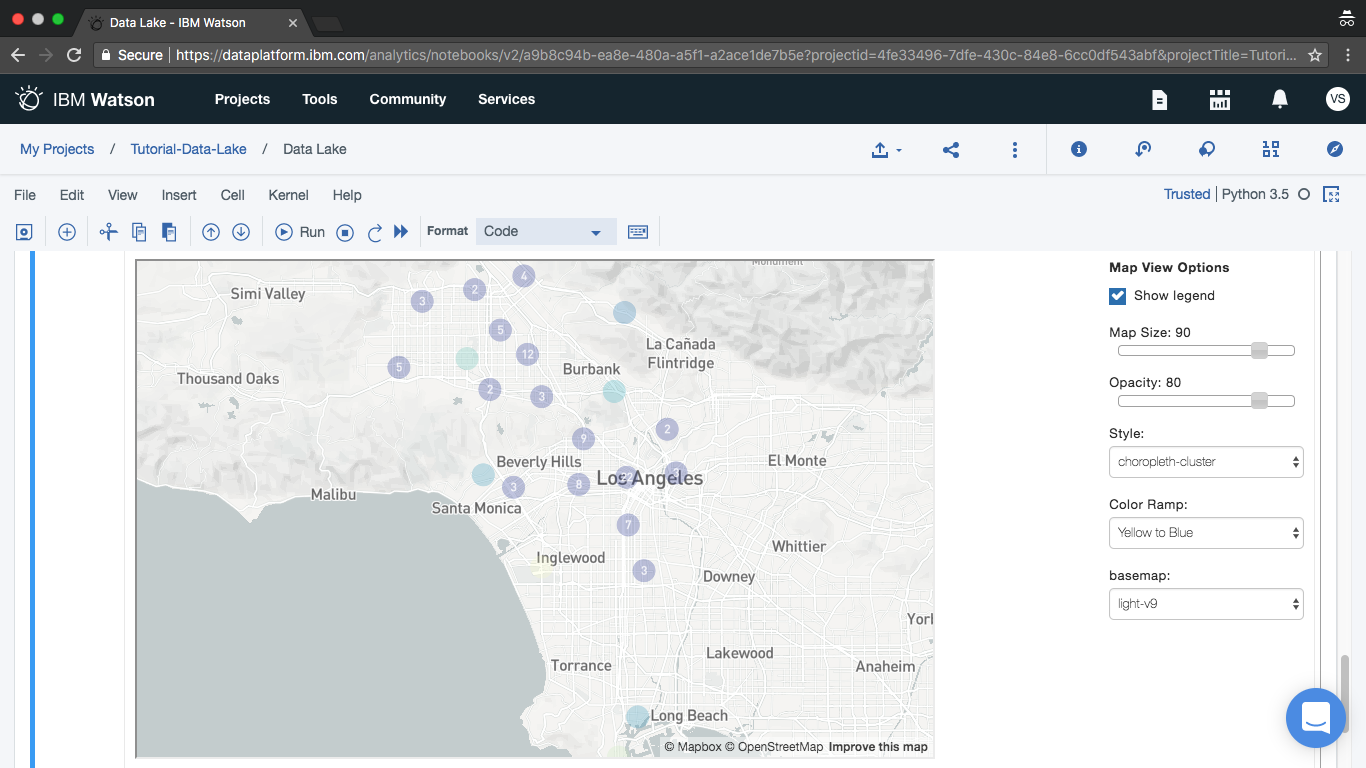 Data Lake - IBM Watson
Secure https://dataplatform.ibm.com/analytics/notebooks/v2/a9b8c94b-ea8e-480a-a5f1-a2ace1de7b5e?projectid=4fe33496-7dfe-430c-84e8-6cc0df543abf&projectTitle=Tutori...
IBM Watson Projects Tools Community Services VS
My Projects / Tutorial-Data-Lake / Data Lake
File Edit View Insert Cell Kernel Help Trusted | Python 3.5
Run Format Code
Monument
Map View Options
Show legend
Map Size: 90
Opacity: 80
Style:
choropleth-cluster
Color Ramp:
Yellow to Blue
basemap:
light-v9
4
2
Simi Valley
3
5
La Cañada
Flintridge
12
5
Burbank
Thousand Oaks
2
3
2
9
Beverly Hills
El Monte
Los Angeles
3
8
Malibu
Santa Monica
7
Whittier
Inglewood
3
Downey
Yorl
Lakewood
Torrance
Anaheim
Long Beach
© Mapbox © OpenStreetMap Improve this map